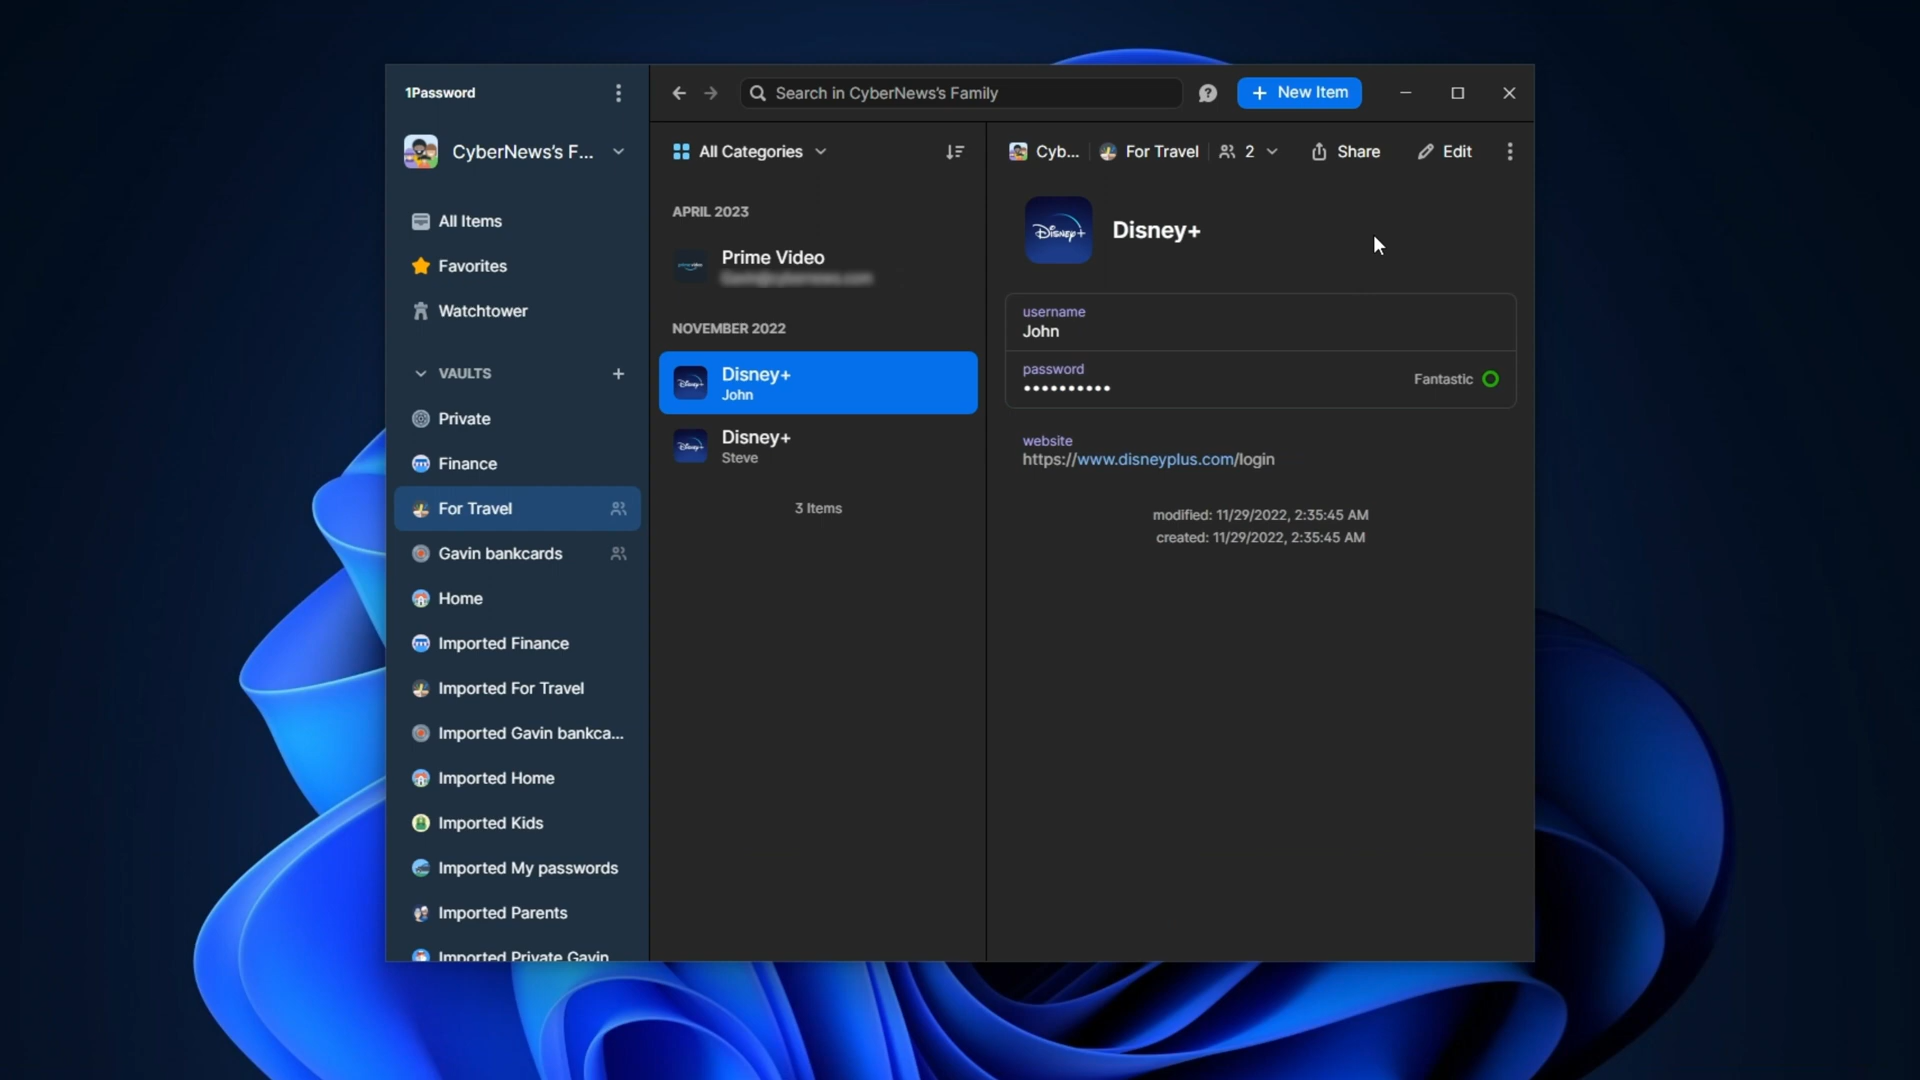 1Password
Search in CyberNews's Family
New Item
CyberNews's F...
All Items
Favorites
Watchtower
VAULTS
Private
Finance
For Travel
Gavin bankcards
Home
Imported Finance
Imported For Travel
Imported Gavin bankca...
Imported Home
Imported Kids
Imported My passwords
Imported Parents
Imported Private Gavin
All Categories
APRIL 2023
Prime Video
NOVEMBER 2022
Disney+
John
Disney+
Steve
3 Items
Cyb...
For Travel
2
Share
Edit
Disney+
Disney+
username
John
password
••••••••••
Fantastic
website
https://www.disneyplus.com/login
modified: 11/29/2022, 2:35:45 AM
created: 11/29/2022, 2:35:45 AM